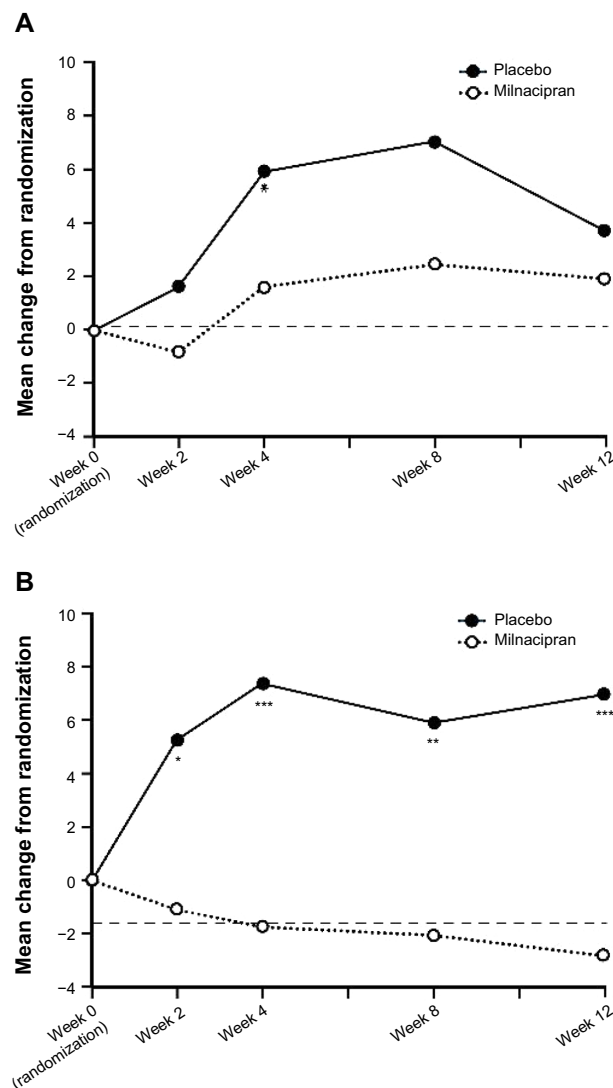 A
10
8
6
4
2
0
−2
−4
Mean change from randomization
Placebo
Milnacipran
*
Week 0
(randomization)
Week 2
Week 4
Week 8
Week 12
B
10
8
6
4
2
0
−2
−4
Mean change from randomization
Placebo
Milnacipran
*
***
**
***
Week 0
(randomization)
Week 2
Week 4
Week 8
Week 12